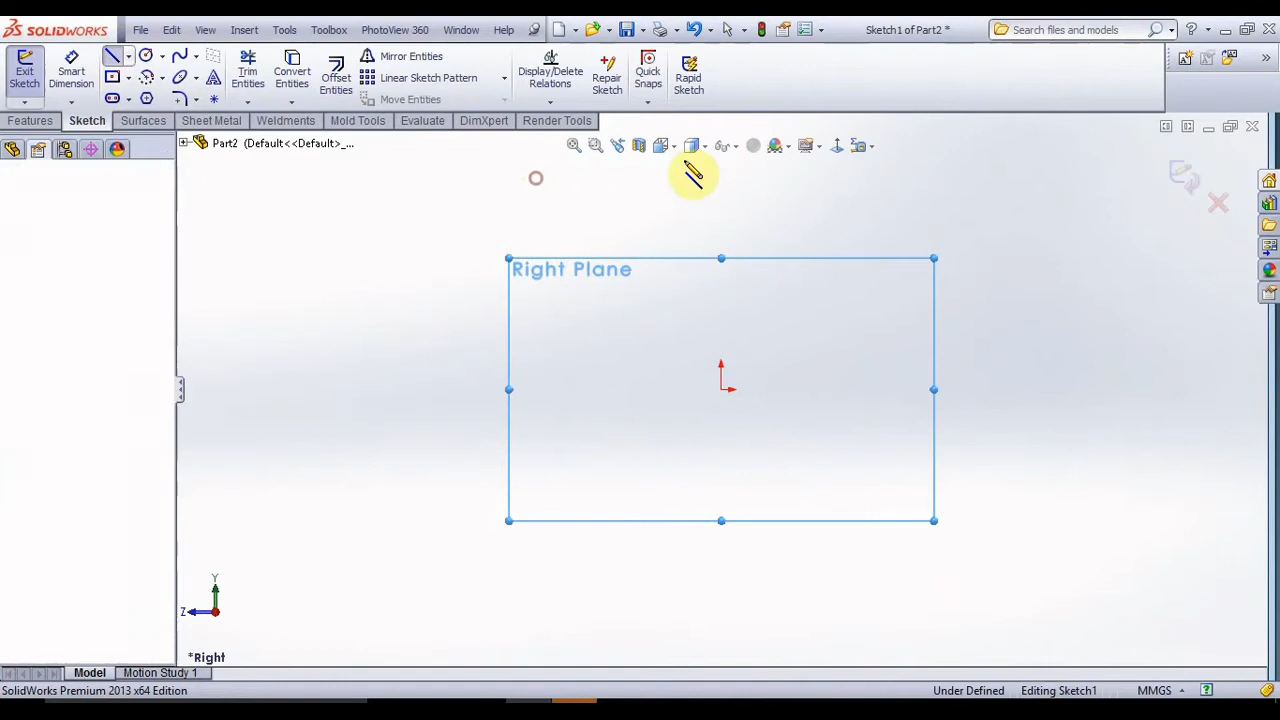 SOLIDWORKS File Edit View Insert Tools Toolbox PhotoView 360 Window Help Sketch1 of Part2 * Search files and models
Exit Sketch
Smart Dimension
Trim Entities
Convert Entities
Offset Entities
Mirror Entities
Linear Sketch Pattern
Move Entities
Display/Delete Relations
Repair Sketch
Quick Snaps
Rapid Sketch
Features Sketch Surfaces Sheet Metal Weldments Mold Tools Evaluate DimXpert Render Tools
Part2 (Default<<Default>_...
Right Plane
Y
Z
*Right
Model Motion Study 1
SolidWorks Premium 2013 x64 Edition Under Defined Editing Sketch1 MMGS